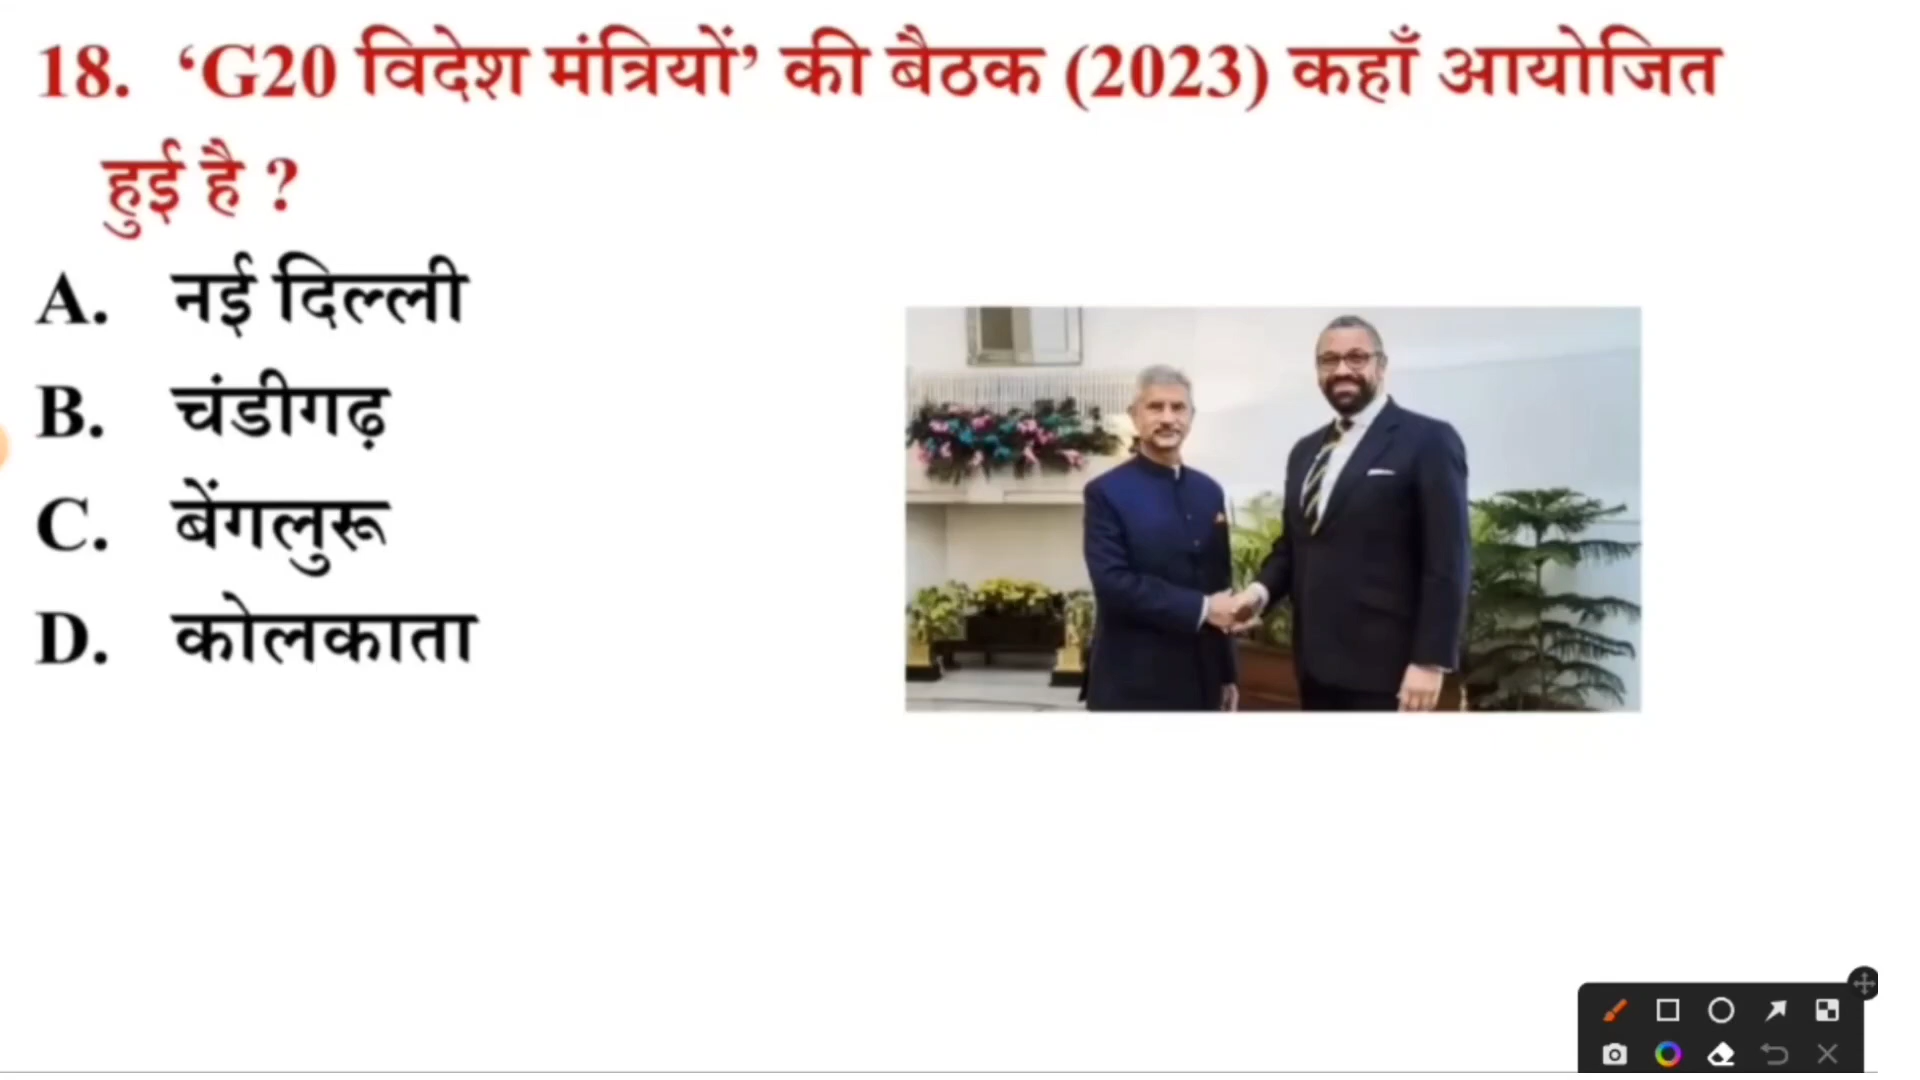 18. ‘G20 विदेश मंत्रियों’ की बैठक (2023) कहाँ आयोजित
हुई है ?
A. नई दिल्ली
B. चंडीगढ़
C. बेंगलुरू
D. कोलकाता